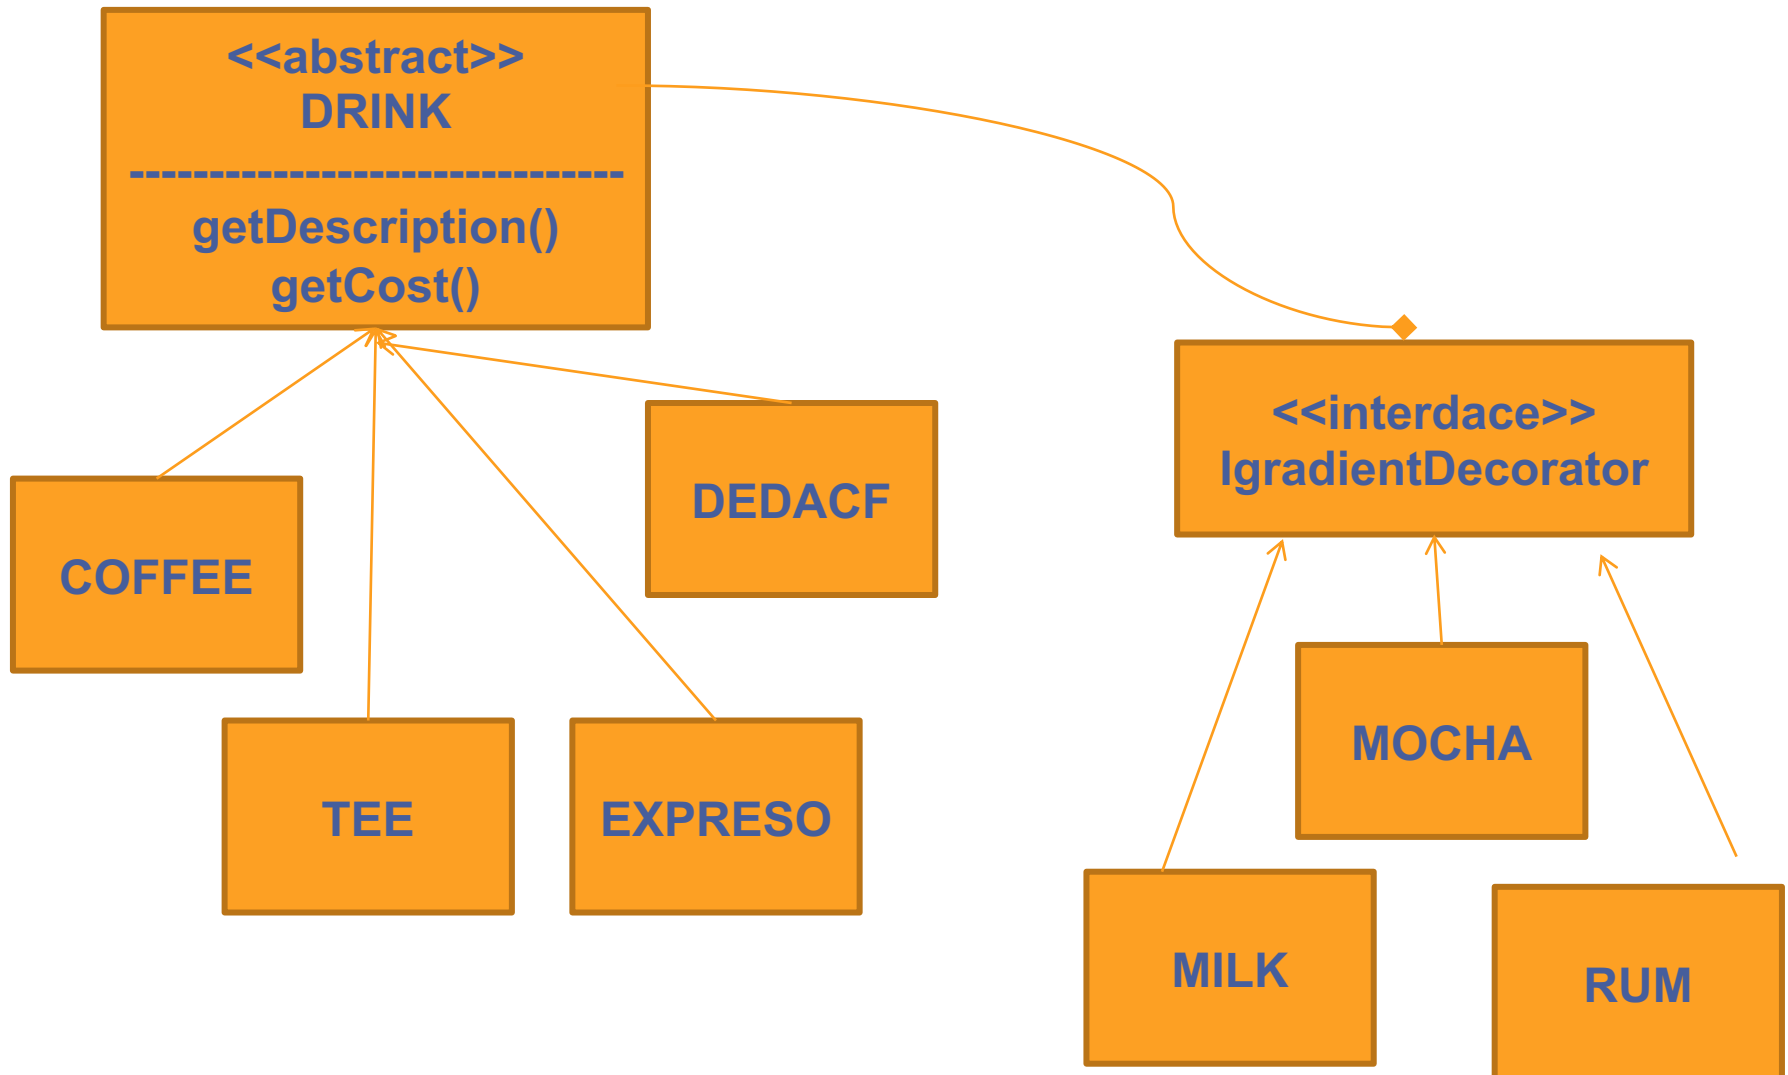 <<abstract>>
DRINK
-------------------------------
getDescription()
getCost()
<<interdace>>
IgradientDecorator
DEDACF
COFFEE
MOCHA
TEE
EXPRESO
MILK
RUM